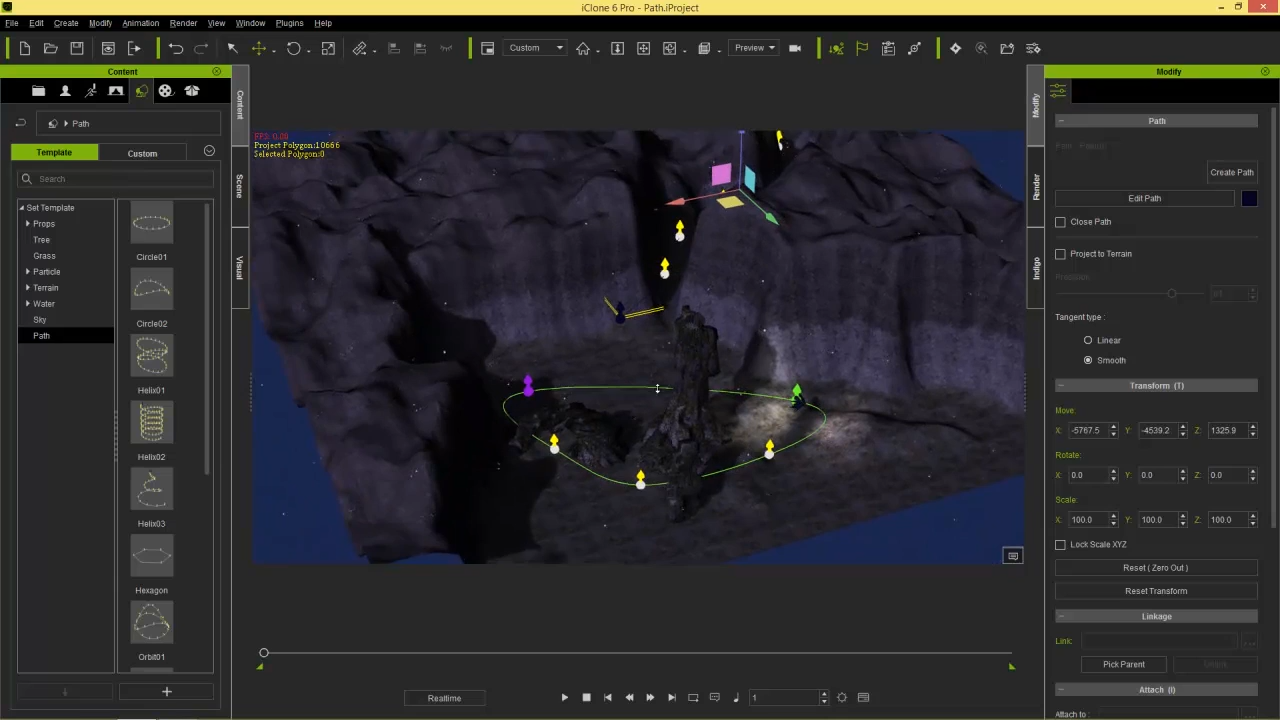 iClone 6 Pro - Path.iProject
File Edit Create Modify Animation Render View Window Plugins Help
Custom Preview
Content
Path
Template Custom
Search
Set Template
Props
Tree
Grass
Particle
Terrain
Water
Sky
Path
Circle01
Circle02
Helix01
Helix02
Helix03
Hexagon
Orbit01
Content
Scene
Visual
FPS: 0.00
Project Polygon:10666
Selected Polygon:0
Realtime
1
Modify
Render
Indigo
Modify
Path
Create Path
Edit Path
Close Path
Project to Terrain
Precision:
Tangent type :
Linear
Smooth
Transform (T)
Move:
X: -5767.5 Y: -4539.2 Z: 1325.9
Rotate:
X: 0.0 Y: 0.0 Z: 0.0
Scale:
X: 100.0 Y: 100.0 Z: 100.0
Lock Scale XYZ
Reset ( Zero Out )
Reset Transform
Linkage
Link:
Pick Parent Unlink
Attach (I)
Attach to :